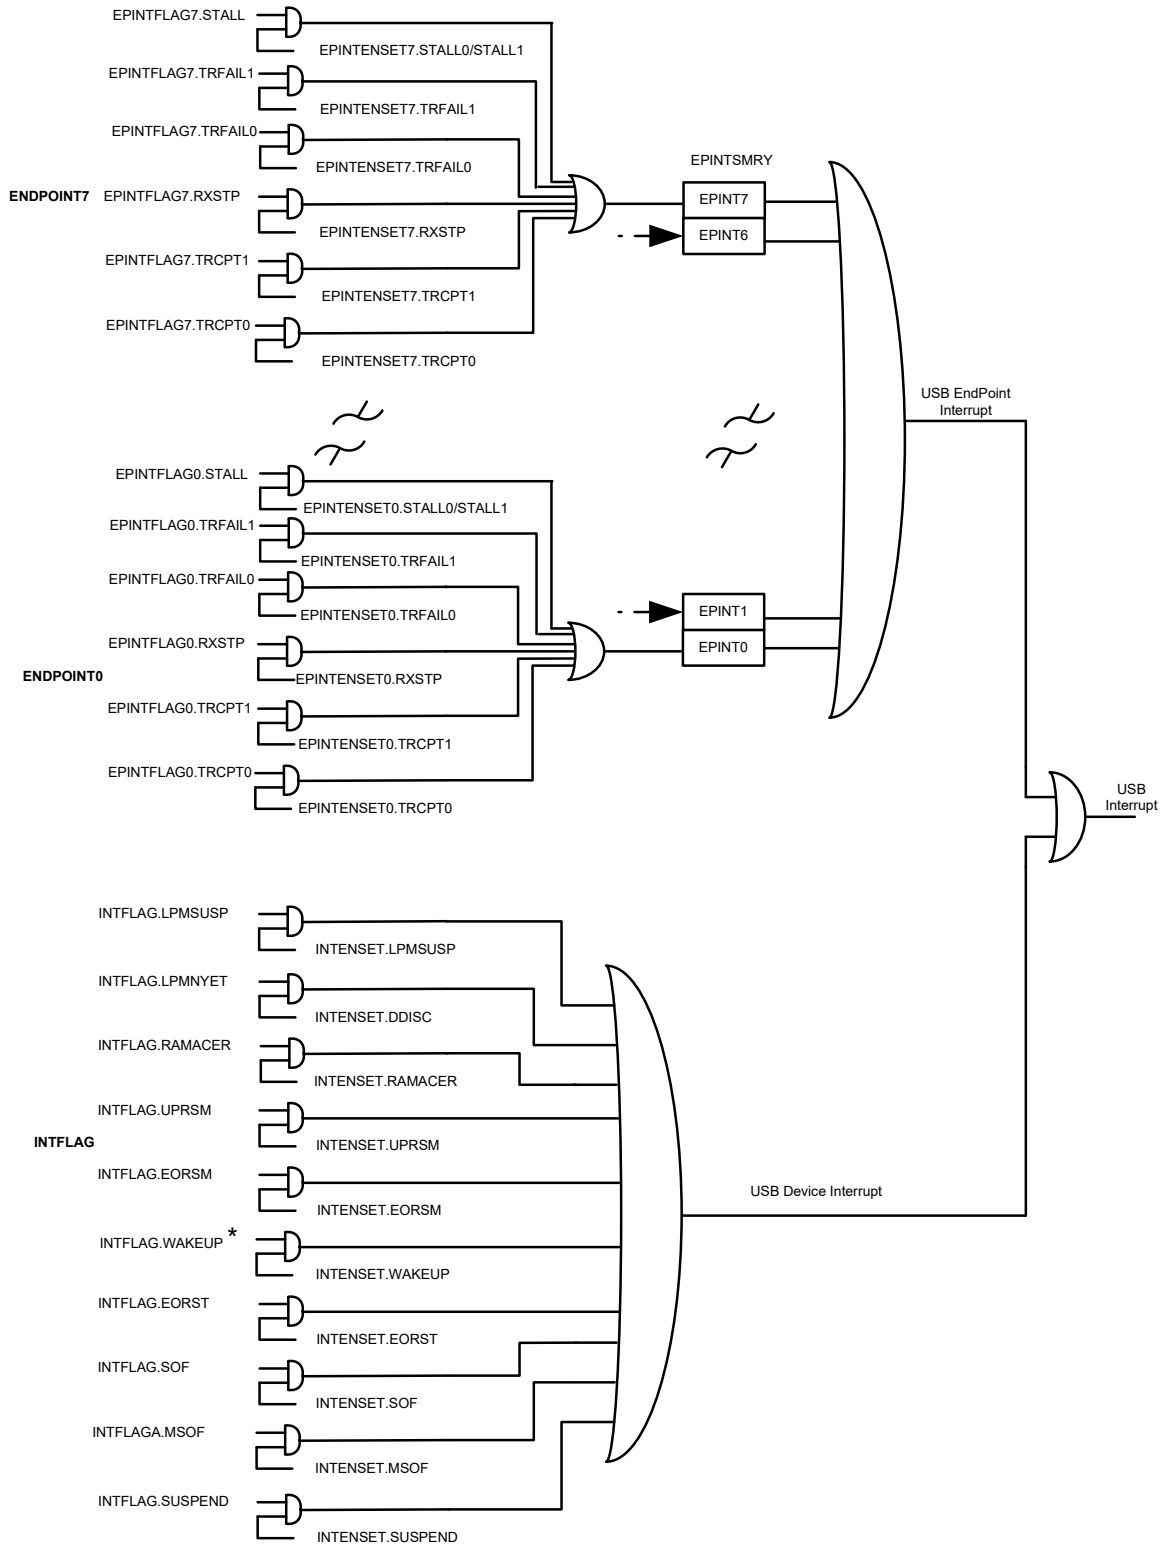 EPINTFLAG7.STALL
EPINTENSET7.STALL0/STALL1
EPINTFLAG7.TRFAIL1
EPINTENSET7.TRFAIL1
EPINTFLAG7.TRFAIL0
EPINTENSET7.TRFAIL0
ENDPOINT7
EPINTFLAG7.RXSTP
EPINTENSET7.RXSTP
EPINTFLAG7.TRCPT1
EPINTENSET7.TRCPT1
EPINTFLAG7.TRCPT0
EPINTENSET7.TRCPT0
EPINTSMRY
EPINT7
EPINT6
USB EndPoint
Interrupt
EPINTFLAG0.STALL
EPINTENSET0.STALL0/STALL1
EPINTFLAG0.TRFAIL1
EPINTENSET0.TRFAIL1
EPINTFLAG0.TRFAIL0
EPINTENSET0.TRFAIL0
EPINTFLAG0.RXSTP
ENDPOINT0
EPINTENSET0.RXSTP
EPINTFLAG0.TRCPT1
EPINTENSET0.TRCPT1
EPINTFLAG0.TRCPT0
EPINTENSET0.TRCPT0
EPINT1
EPINT0
USB
Interrupt
INTFLAG.LPMSUSP
INTENSET.LPMSUSP
INTFLAG.LPMNYET
INTENSET.DDISC
INTFLAG.RAMACER
INTENSET.RAMACER
INTFLAG.UPRSM
INTFLAG
INTENSET.UPRSM
INTFLAG.EORSM
INTENSET.EORSM
USB Device Interrupt
INTFLAG.WAKEUP *
INTENSET.WAKEUP
INTFLAG.EORST
INTENSET.EORST
INTFLAG.SOF
INTENSET.SOF
INTFLAGA.MSOF
INTENSET.MSOF
INTFLAG.SUSPEND
INTENSET.SUSPEND